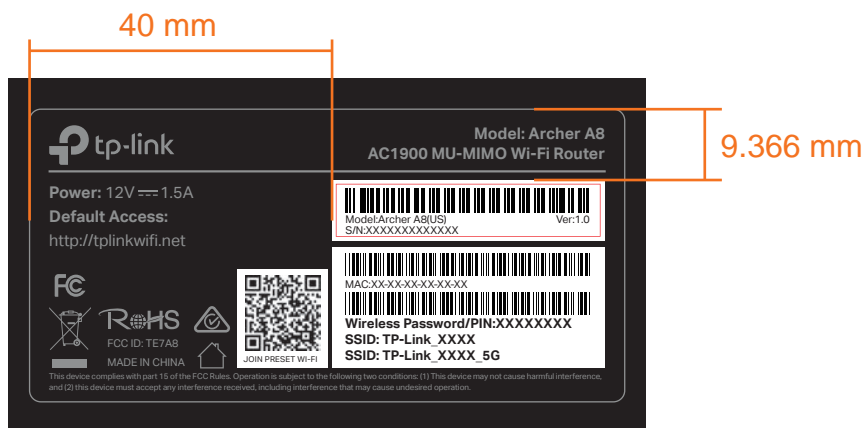 40 mm
9.366 mm
tp-link
Model: Archer A8
AC1900 MU-MIMO Wi-Fi Router
Power: 12V⎓1.5A
Default Access:
http://tplinkwifi.net
Model:Archer A8(US) Ver:1.0
S/N:XXXXXXXXXXXXX
MAC:XX-XX-XX-XX-XX-XX
Wireless Password/PIN:XXXXXXXX
SSID: TP-Link_XXXX
SSID: TP-Link_XXXX_5G
FC
RoHS
FCC ID: TE7A8
MADE IN CHINA
JOIN PRESET WI-FI
This device complies with part 15 of the FCC Rules. Operation is subject to the following two conditions: (1) This device may not cause harmful interference,
and (2) this device must accept any interference received, including interference that may cause undesired operation.